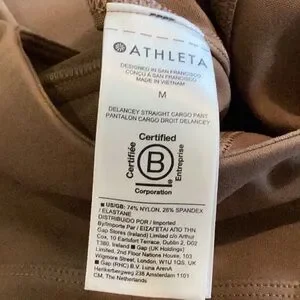 ATHLETA
DESIGNED IN SAN FRANCISCO
CONÇU À SAN FRANCISCO
MADE IN VIETNAM
M
DELANCEY STRAIGHT CARGO PANT
PANTALON CARGO DROIT DELANCEY
Certified
Certifiée
B
Entreprise
Corporation
US/GB: 74% NYLON, 26% SPANDEX
/ ELASTANE
DISTRIBUIDO POR / Imported
By/Importe Par / ΕΙΣΑΓΕΤΑΙ ΑΠΟ ΤΗΝ
Gap Stores (Ireland) Limited c/o Arthur
Cox, 10 Earlsfort Terrace, Dublin 2, D02
T380, Ireland Gap (UK Holdings)
Limited, 2nd Floor Nations House, 103
Wigmore Street, London, W1U 1QS, UK
Gap (RHC) B.V. Luna ArenA
Herikerbergweg 238 Amsterdam 1101
CM, The Netherlands